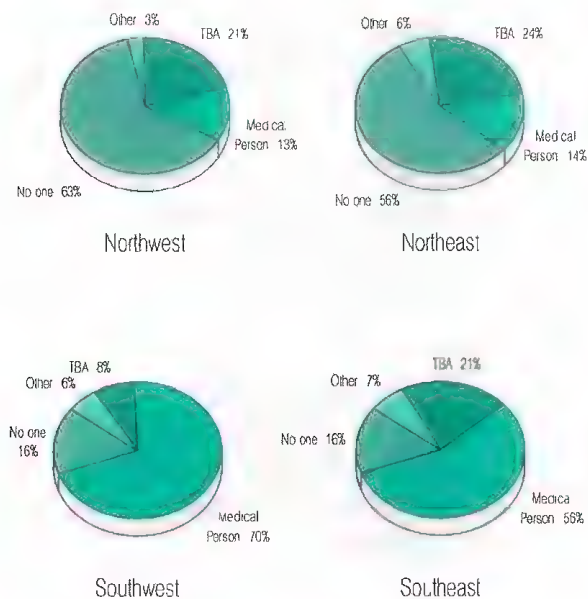 Other 3%
TBA 21%
Medical
Person 13%
No one 63%
Northwest
Other 6%
TBA 24%
Medical
Person 14%
No one 56%
Northeast
TBA 8%
Other 6%
No one
16%
Medical
Person 70%
Southwest
TBA 21%
Other 7%
No one 16%
Medical
Person 56%
Southeast